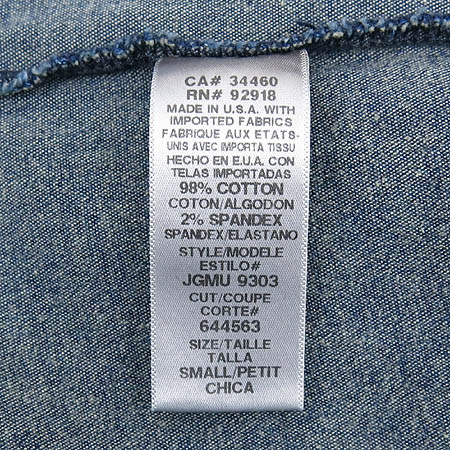 CA# 34460
RN# 92918
MADE IN U.S.A. WITH
IMPORTED FABRICS
FABRIQUE AUX ETATS-
UNIS AVEC IMPORTA TISSU
HECHO EN E.U.A. CON
TELAS IMPORTADAS
98% COTTON
COTON/ALGODON
2% SPANDEX
SPANDEX/ELASTANO
STYLE/MODELE
ESTILO#
JGMU 9303
CUT/COUPE
CORTE#
644563
SIZE/TAILLE
TALLA
SMALL/PETIT
CHICA